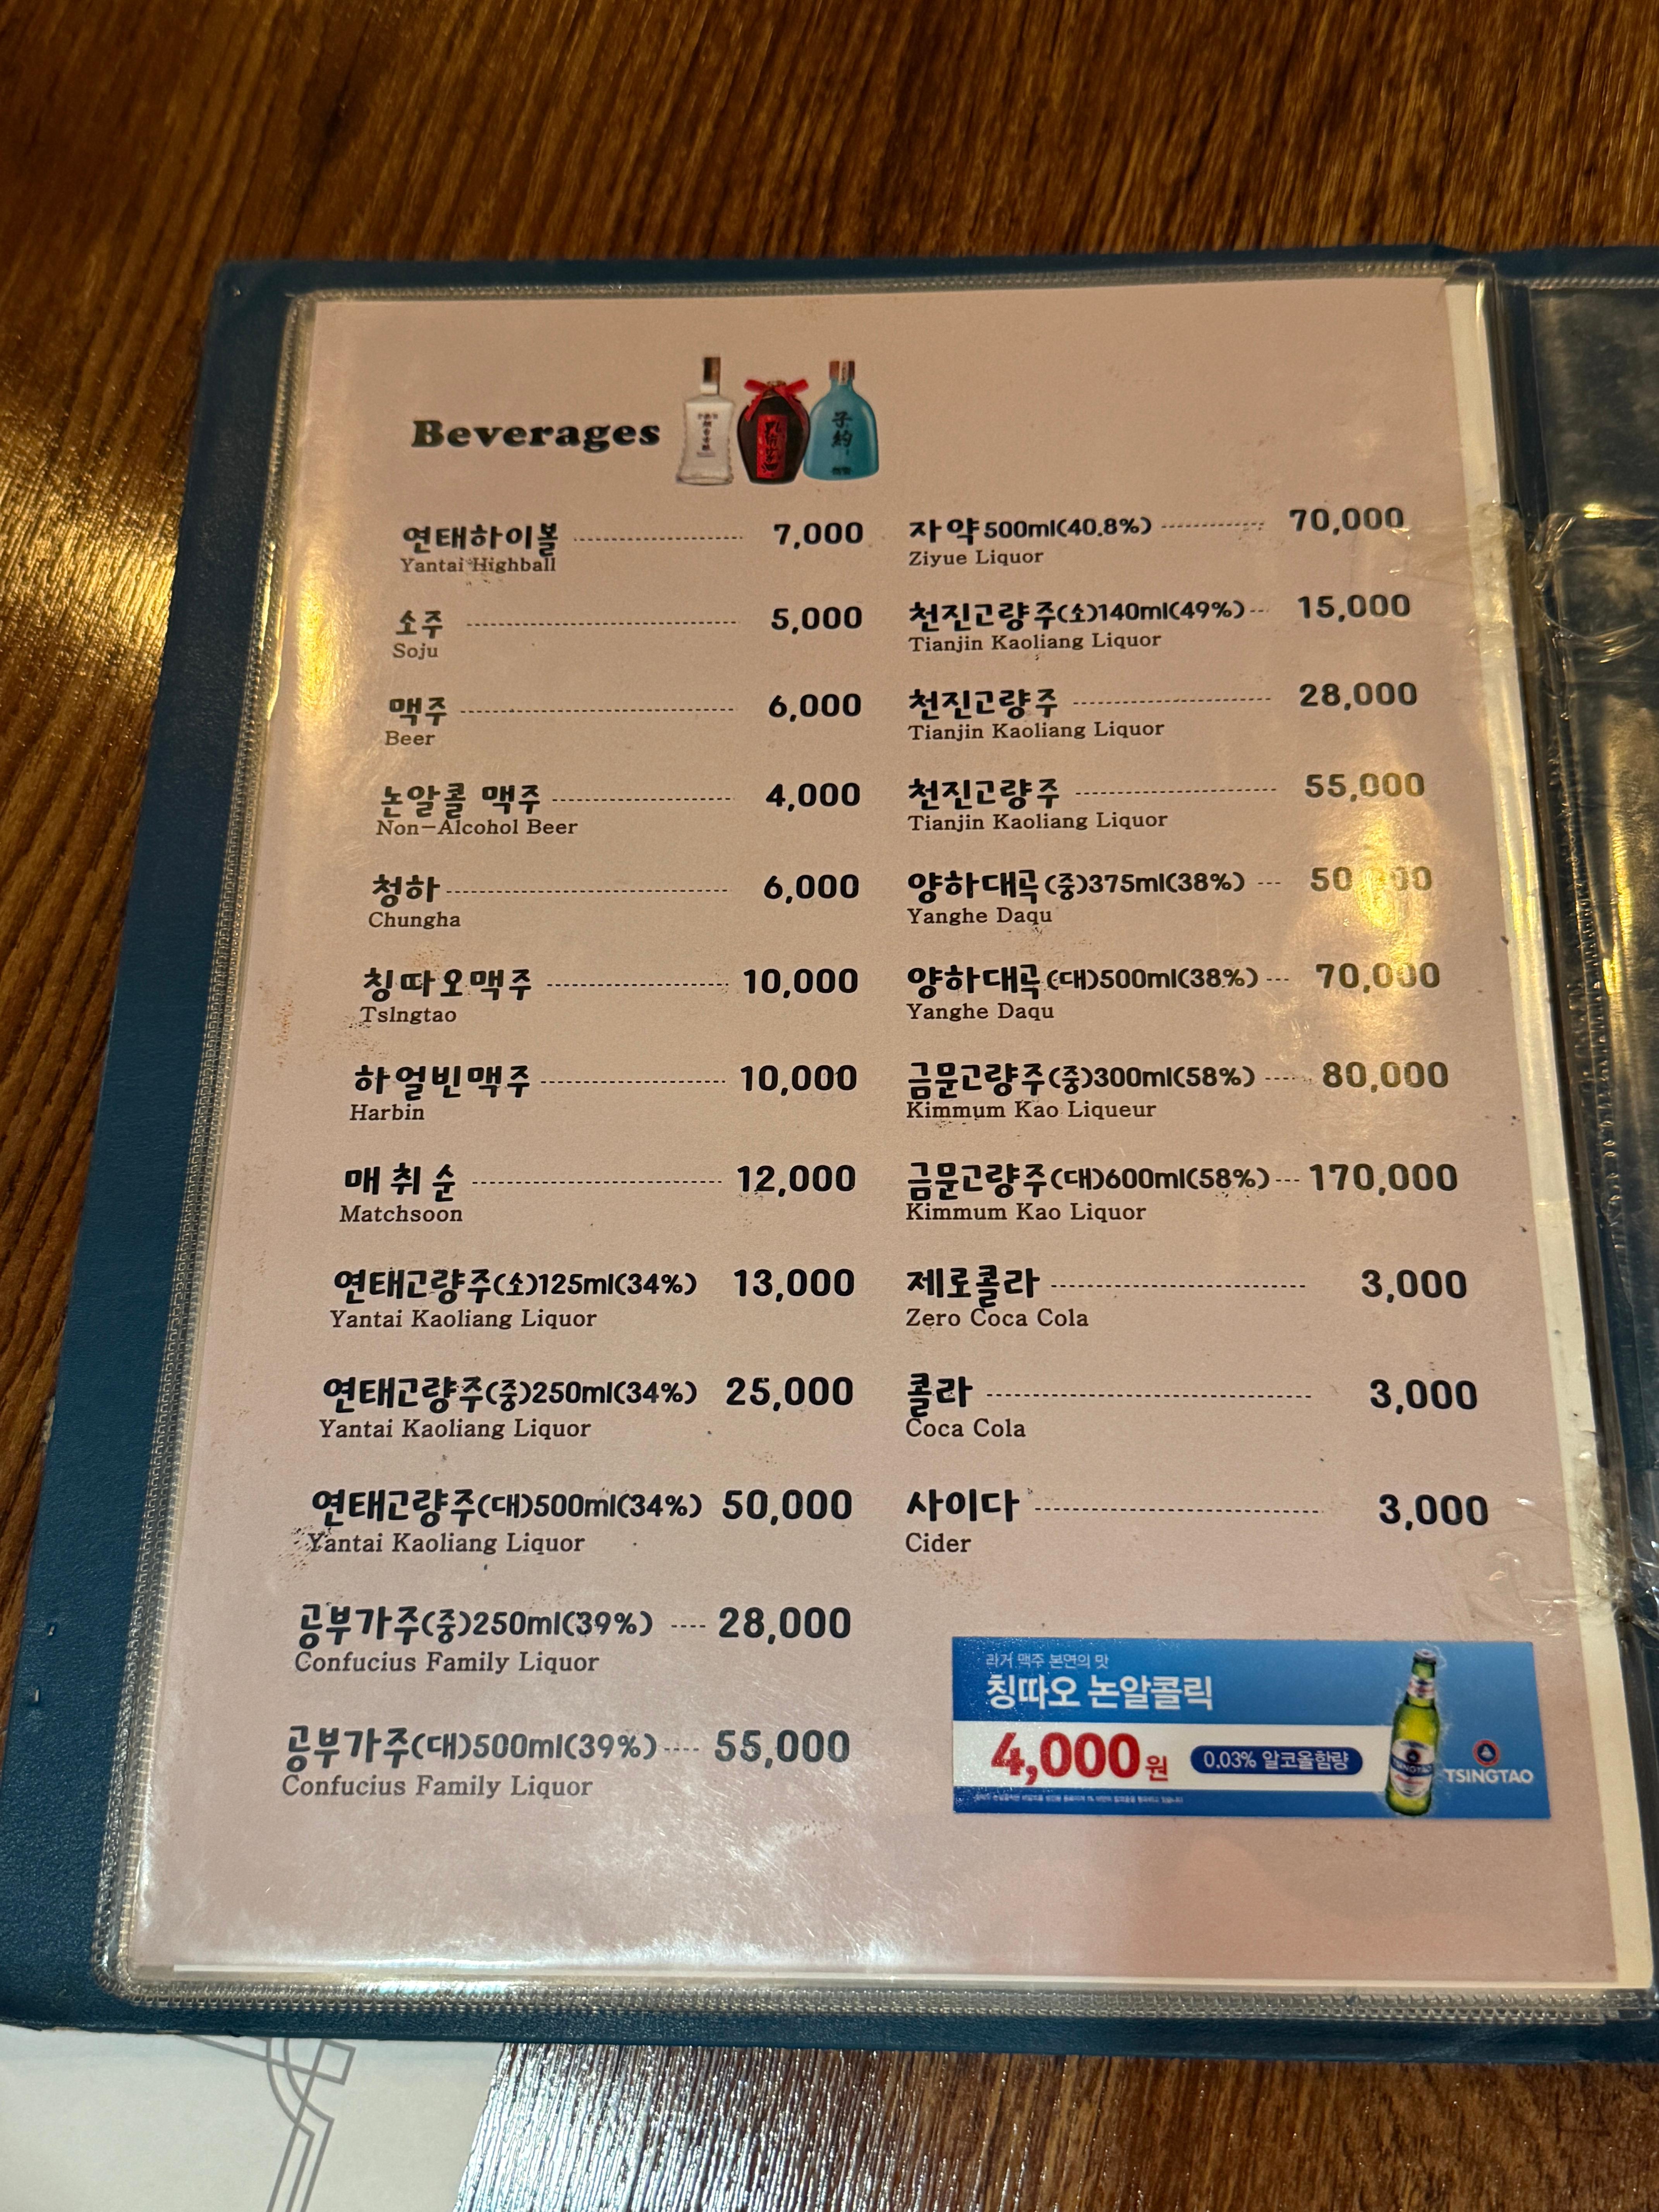 Beverages
子約
연태하이볼 7,000
Yantai Highball
소주 5,000
Soju
맥주 6,000
Beer
논알콜 맥주 4,000
Non-Alcohol Beer
청하 6,000
Chungha
칭따오맥주 10,000
TsIngtao
하얼빈맥주 10,000
Harbin
매취순 12,000
Matchsoon
연태고량주(소)125ml(34%) 13,000
Yantai Kaoliang Liquor
연태고량주(중)250ml(34%) 25,000
Yantai Kaoliang Liquor
연태고량주(대)500ml(34%) 50,000
Yantai Kaoliang Liquor
공부가주(중)250ml(39%) 28,000
Confucius Family Liquor
공부가주(대)500ml(39%) 55,000
Confucius Family Liquor
자약500ml(40.8%) 70,000
Ziyue Liquor
천진고량주(소)140ml(49%) 15,000
Tianjin Kaoliang Liquor
천진고량주 28,000
Tianjin Kaoliang Liquor
천진고량주 55,000
Tianjin Kaoliang Liquor
양하대곡(중)375ml(38%) 50,000
Yanghe Daqu
양하대곡(대)500ml(38%) 70,000
Yanghe Daqu
금문고량주(중)300ml(58%) 80,000
Kimmum Kao Liqueur
금문고량주(대)600ml(58%) 170,000
Kimmum Kao Liquor
제로콜라 3,000
Zero Coca Cola
콜라 3,000
Coca Cola
사이다 3,000
Cider
라거 맥주 본연의 맛
칭따오 논알콜릭
4,000원 0.03% 알코올함량
TSINGTAO